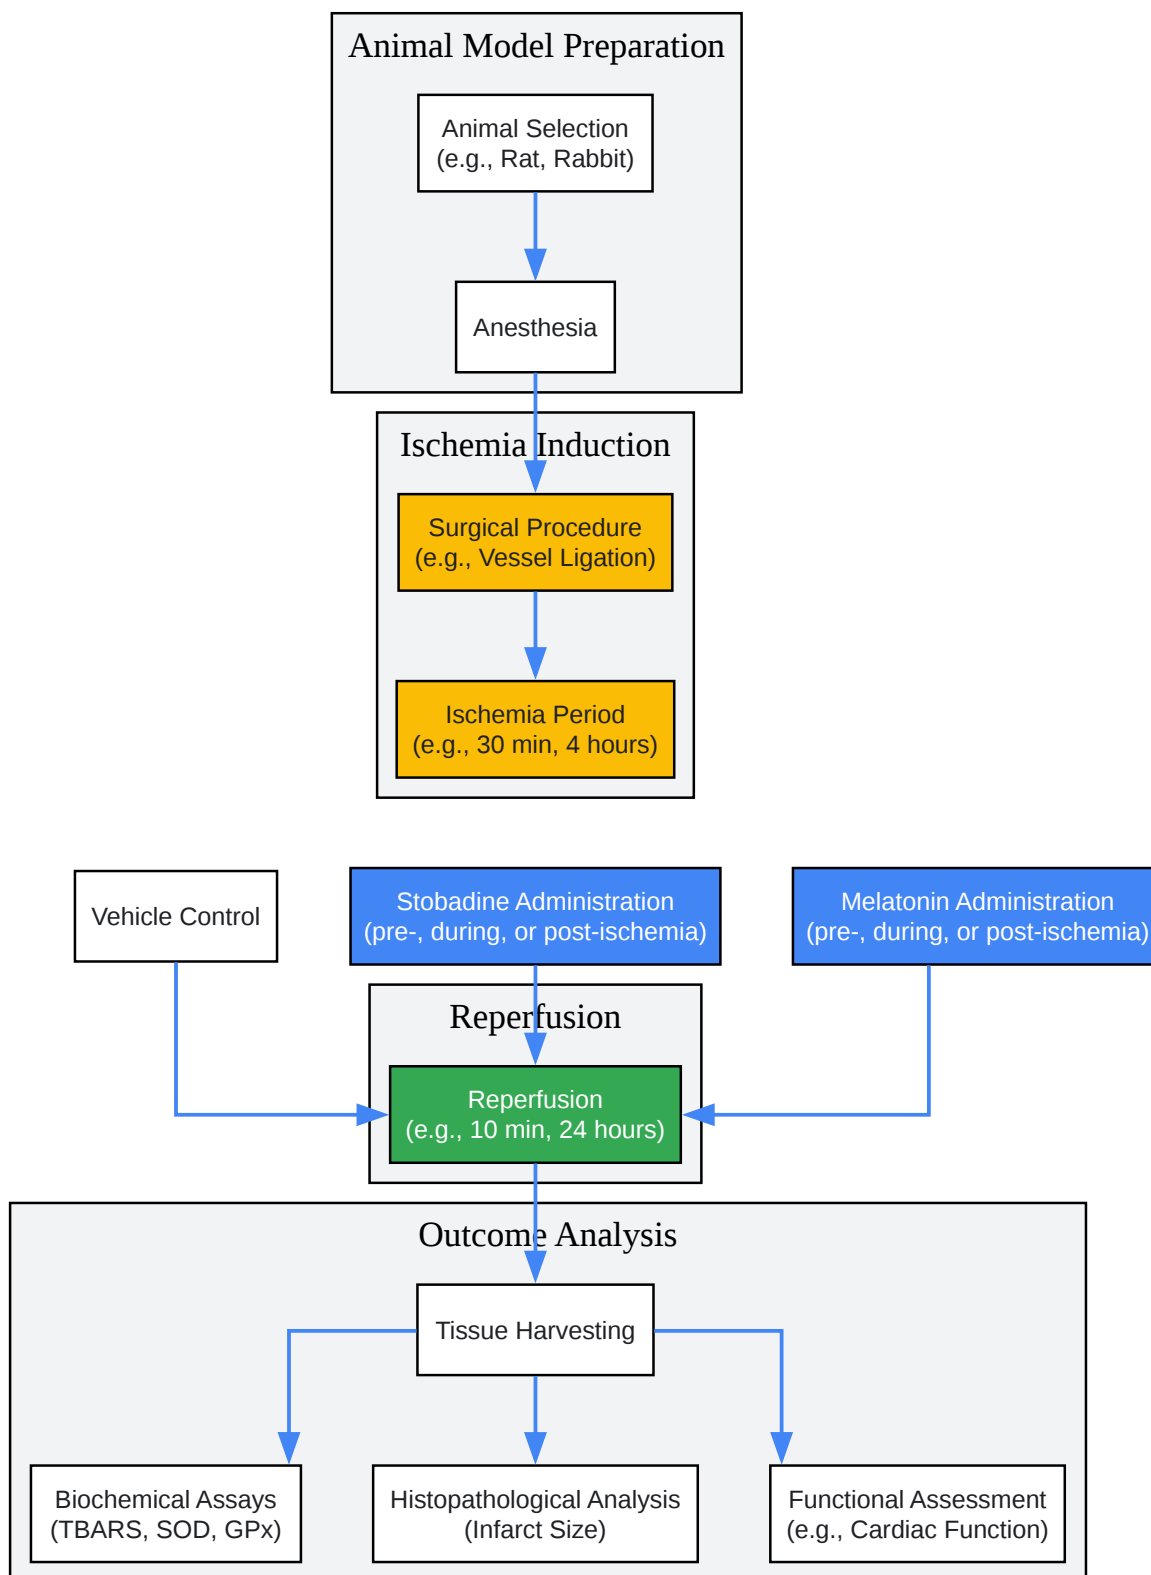 Animal Model Preparation
Animal Selection
(e.g., Rat, Rabbit)
Anesthesia
Ischemia Induction
Surgical Procedure
(e.g., Vessel Ligation)
Ischemia Period
(e.g., 30 min, 4 hours)
Vehicle Control
Stobadine Administration
(pre-, during, or post-ischemia)
Melatonin Administration
(pre-, during, or post-ischemia)
Reperfusion
Reperfusion
(e.g., 10 min, 24 hours)
Outcome Analysis
Tissue Harvesting
Biochemical Assays
(TBARS, SOD, GPx)
Histopathological Analysis
(Infarct Size)
Functional Assessment
(e.g., Cardiac Function)